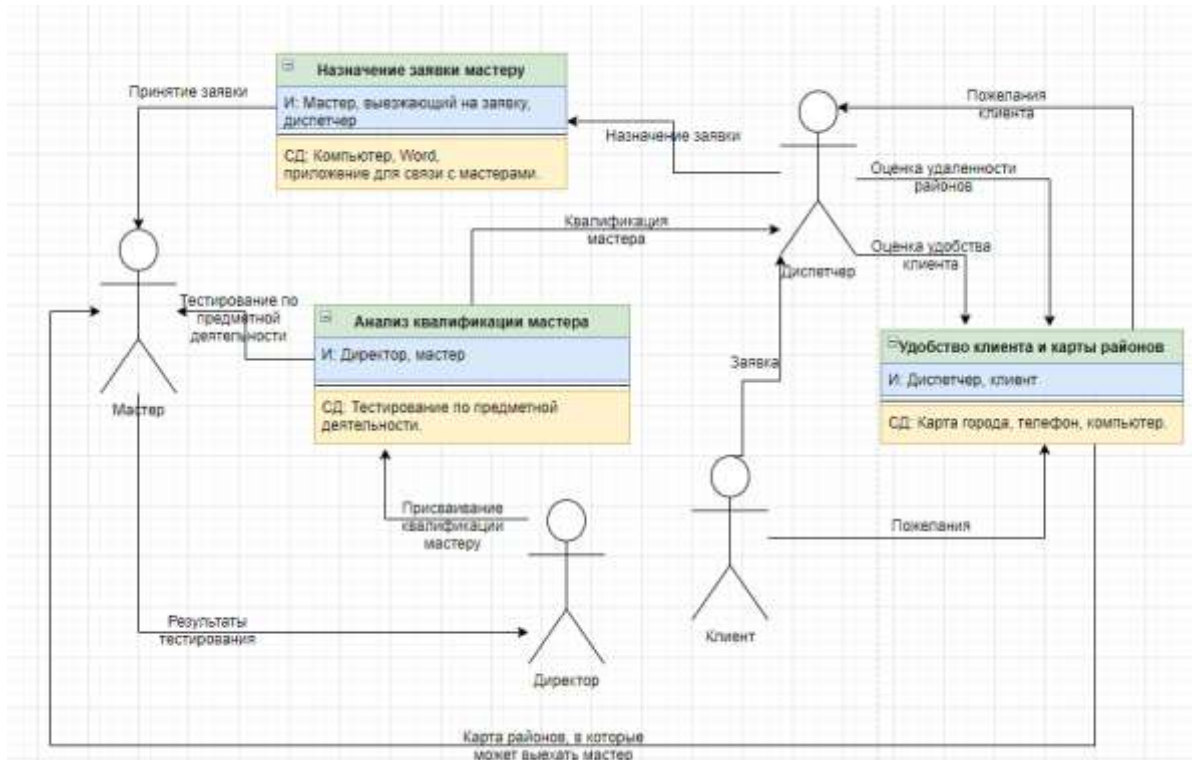 Назначение заявки мастеру
И: Мастер, выезжающий на заявку,
диспетчер
СД: Компьютер, Word,
приложение для связи с мастерами.
Принятие заявки
Назначение заявки
Пожелания
клиента
Оценка удаленности
районов
Квалификация
мастера
Оценка удобства
клиента
Диспетчер
Тестирование по
предметной
деятельности
Анализ квалификации мастера
И: Директор, мастер
СД: Тестирование по предметной
деятельности.
Удобство клиента и карты районов
И: Диспетчер, клиент
СД: Карта города, телефон, компьютер.
Заявка
Мастер
Присваивание
квалификации
мастеру
Пожелания
Результаты
тестирования
Клиент
Директор
Карта районов, в которые
может выехать мастер